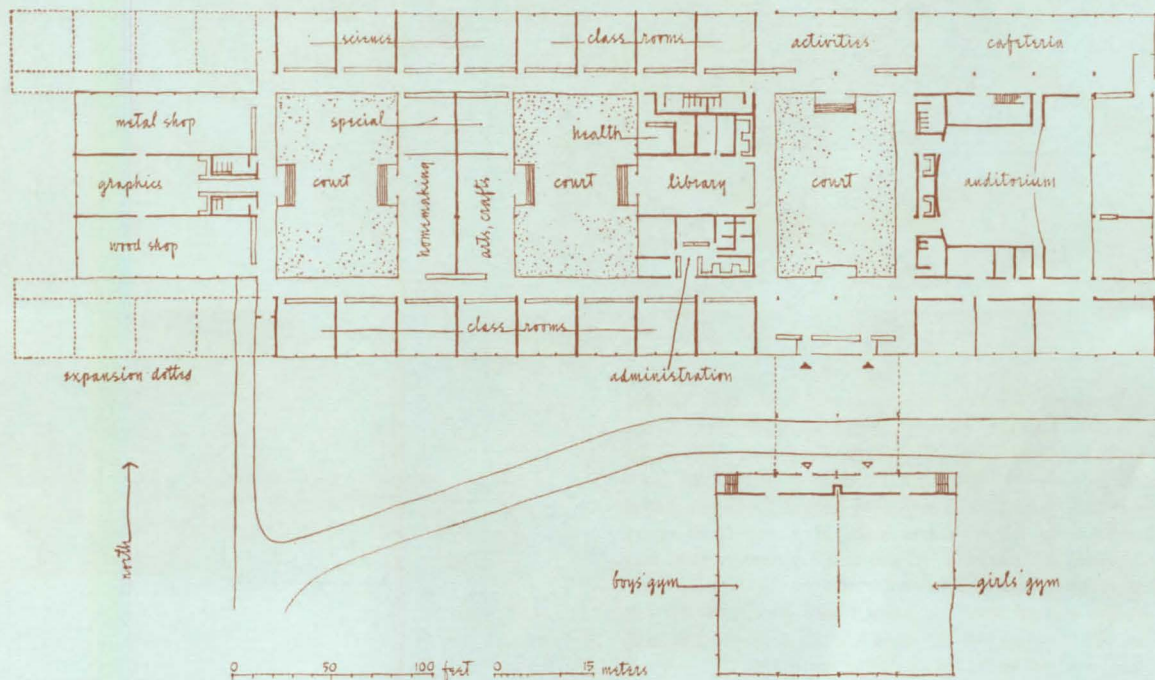 science
class rooms
activities
cafeteria
metal shop
special
health
graphics
court
homemaking
arts, crafts
court
library
court
auditorium
wood shop
class rooms
expansion dotted
administration
north
boys' gym
girls' gym
0 50 100 feet 0 15 meters